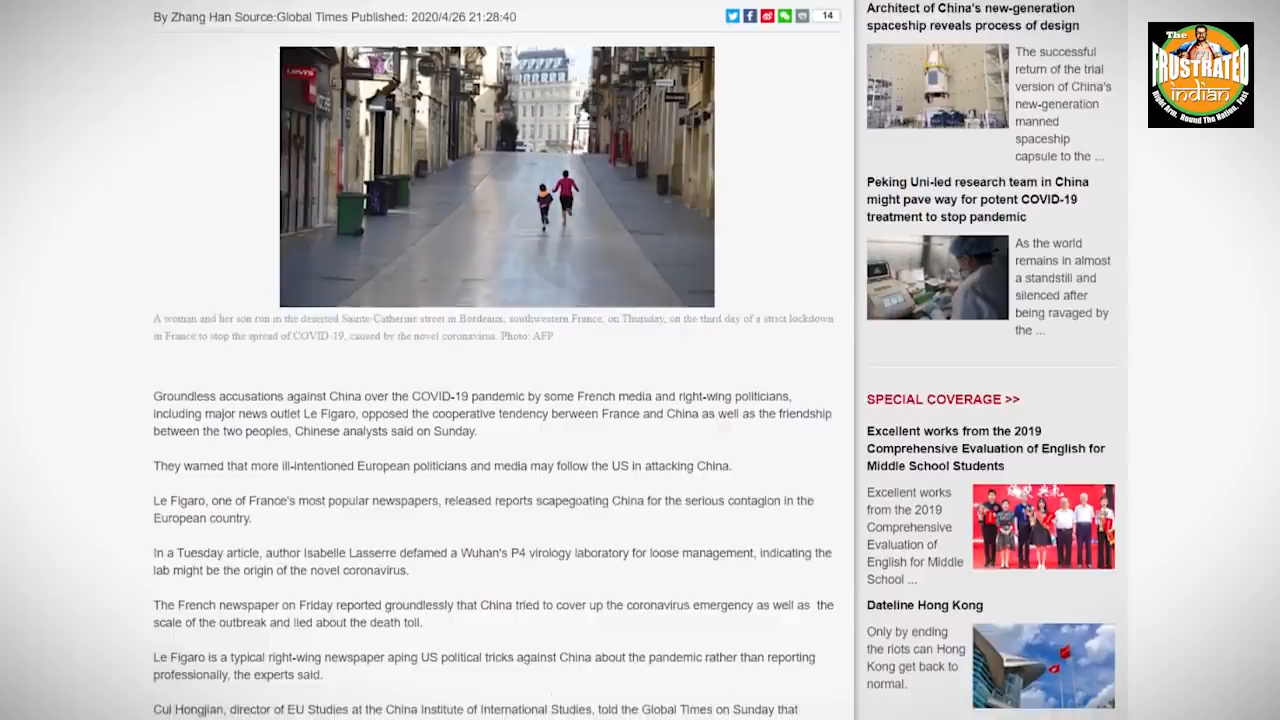 By Zhang Han Source:Global Times Published: 2020/4/26 21:28:40
14
LEVI'S
A woman and her son run in the deserted Sainte-Catherine street in Bordeaux, southwestern France, on Thursday, on the third day of a strict lockdown
in France to stop the spread of COVID-19, caused by the novel coronavirus. Photo: AFP
Groundless accusations against China over the COVID-19 pandemic by some French media and right-wing politicians,
including major news outlet Le Figaro, opposed the cooperative tendency berween France and China as well as the friendship
between the two peoples, Chinese analysts said on Sunday.
They warned that more ill-intentioned European politicians and media may follow the US in attacking China.
Le Figaro, one of France's most popular newspapers, released reports scapegoating China for the serious contagion in the
European country.
In a Tuesday article, author Isabelle Lasserre defamed a Wuhan's P4 virology laboratory for loose management, indicating the
lab might be the origin of the novel coronavirus.
The French newspaper on Friday reported groundlessly that China tried to cover up the coronavirus emergency as well as the
scale of the outbreak and lied about the death toll.
Le Figaro is a typical right-wing newspaper aping US political tricks against China about the pandemic rather than reporting
professionally, the experts said.
Cui Hongjian, director of EU Studies at the China Institute of International Studies, told the Global Times on Sunday that
Architect of China's new-generation
spaceship reveals process of design
The successful
return of the trial
version of China's
new-generation
manned
spaceship
capsule to the ...
Peking Uni-led research team in China
might pave way for potent COVID-19
treatment to stop pandemic
As the world
remains in almost
a standstill and
silenced after
being ravaged by
the ...
SPECIAL COVERAGE >>
Excellent works from the 2019
Comprehensive Evaluation of English for
Middle School Students
Excellent works
from the 2019
Comprehensive
Evaluation of
English for Middle
School ...
Dateline Hong Kong
Only by ending
the riots can Hong
Kong get back to
normal.
The
FRUSTRATED
indian
Right Arm, Round The Nation, Fast